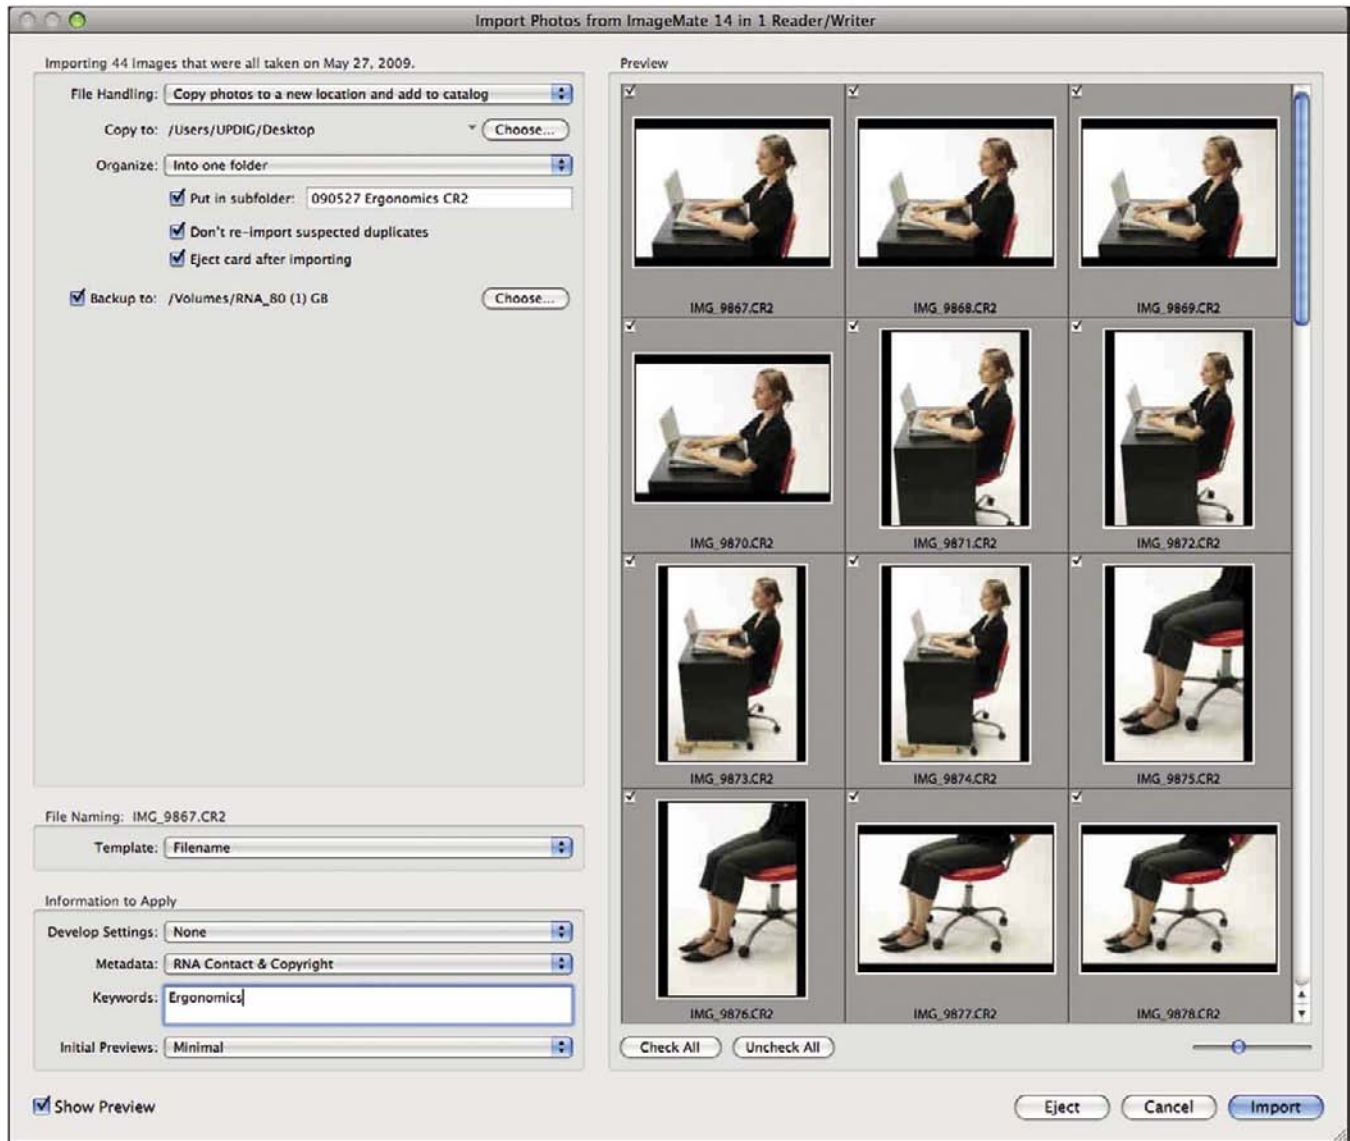 Import Photos from ImageMate 14 in 1 Reader/Writer
Importing 44 images that were all taken on May 27, 2009.
File Handling: Copy photos to a new location and add to catalog
Copy to: /Users/UPDIG/Desktop Choose...
Organize: Into one folder
Put in subfolder: 090527 Ergonomics CR2
Don't re-import suspected duplicates
Eject card after importing
Backup to: /Volumes/RNA_80 (1) GB Choose...
File Naming: IMG_9867.CR2
Template: Filename
Information to Apply
Develop Settings: None
Metadata: RNA Contact & Copyright
Keywords: Ergonomics
Initial Previews: Minimal
Show Preview
Preview
IMG_9867.CR2 IMG_9868.CR2 IMG_9869.CR2
IMG_9870.CR2 IMG_9871.CR2 IMG_9872.CR2
IMG_9873.CR2 IMG_9874.CR2 IMG_9875.CR2
IMG_9876.CR2 IMG_9877.CR2 IMG_9878.CR2
Check All Uncheck All
Eject Cancel Import